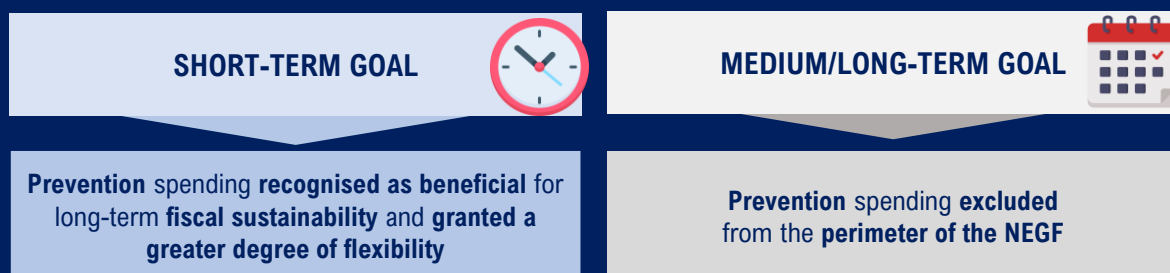 SHORT-TERM GOAL
Prevention spending recognised as beneficial for
long-term fiscal sustainability and granted a
greater degree of flexibility
MEDIUM/LONG-TERM GOAL
Prevention spending excluded
from the perimeter of the NEGF